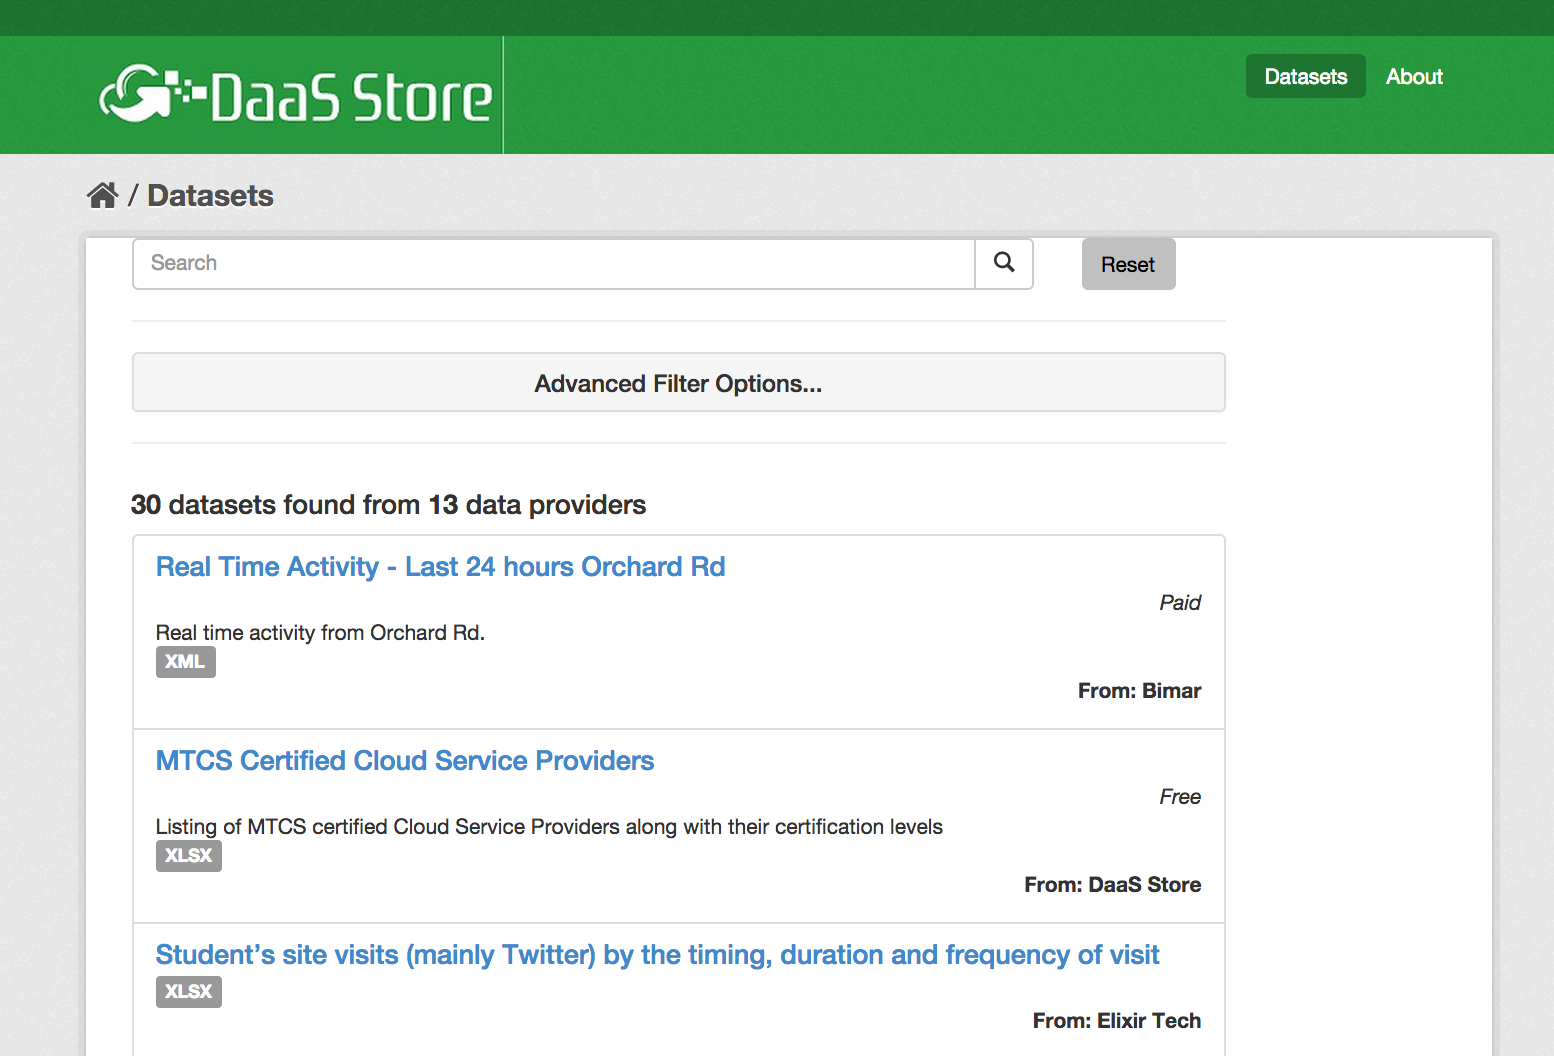 DaaS Store
Datasets About
/ Datasets
Search
Reset
Advanced Filter Options...
30 datasets found from 13 data providers
Real Time Activity - Last 24 hours Orchard Rd
Paid
Real time activity from Orchard Rd.
XML
From: Bimar
MTCS Certified Cloud Service Providers
Free
Listing of MTCS certified Cloud Service Providers along with their certification levels
XLSX
From: DaaS Store
Student’s site visits (mainly Twitter) by the timing, duration and frequency of visit
XLSX
From: Elixir Tech